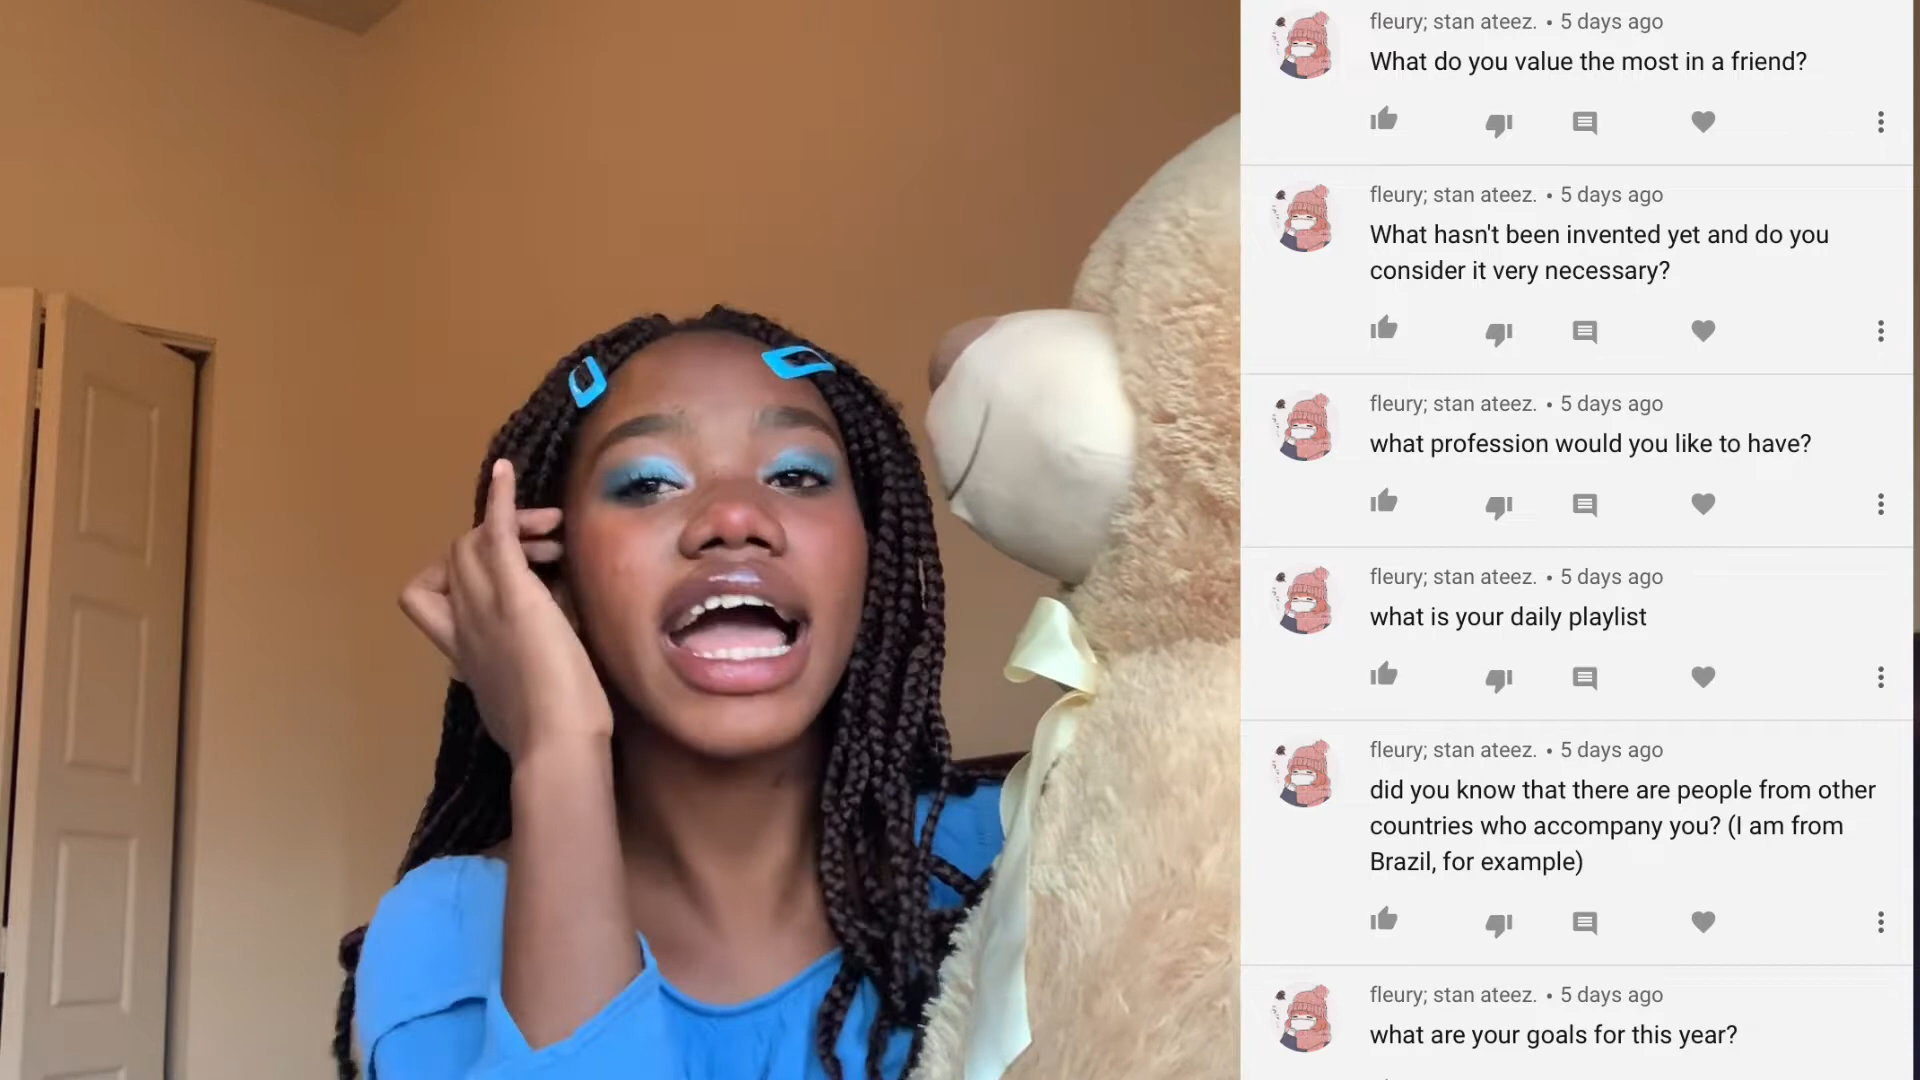 fleury; stan ateez. • 5 days ago
What do you value the most in a friend?
fleury; stan ateez. • 5 days ago
What hasn't been invented yet and do you
consider it very necessary?
fleury; stan ateez. • 5 days ago
what profession would you like to have?
fleury; stan ateez. • 5 days ago
what is your daily playlist
fleury; stan ateez. • 5 days ago
did you know that there are people from other
countries who accompany you? (I am from
Brazil, for example)
fleury; stan ateez. • 5 days ago
what are your goals for this year?